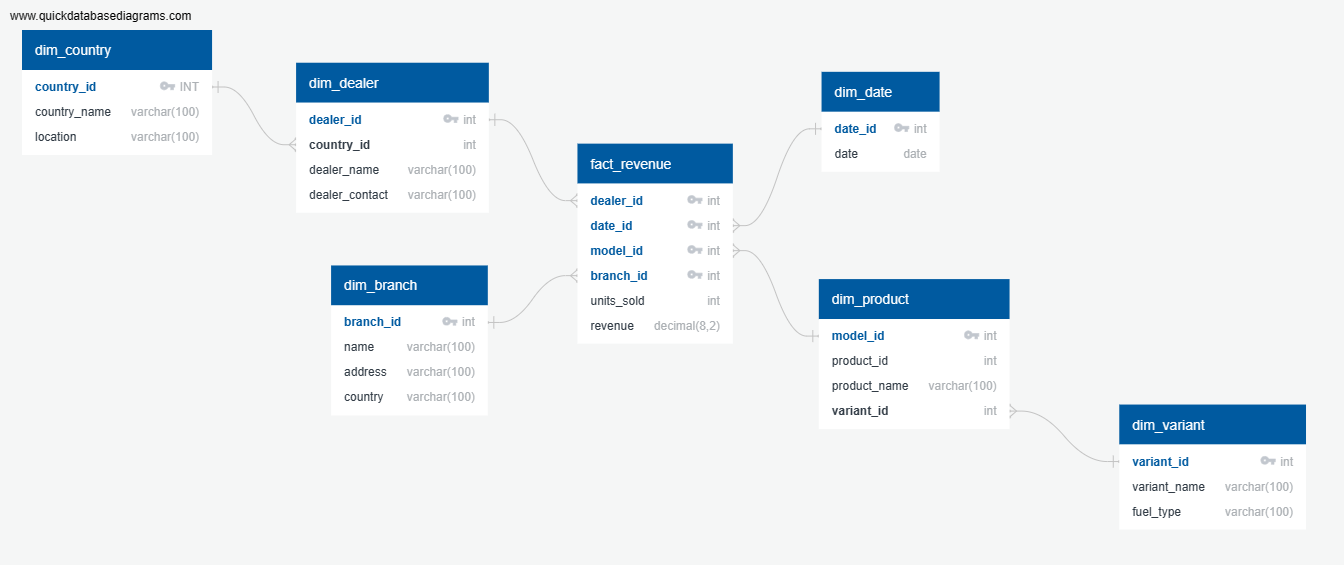 www.quickdatabasediagrams.com
dim_country
country_id INT
country_name varchar(100)
location varchar(100)
dim_dealer
dealer_id int
country_id int
dealer_name varchar(100)
dealer_contact varchar(100)
dim_branch
branch_id int
name varchar(100)
address varchar(100)
country varchar(100)
fact_revenue
dealer_id int
date_id int
model_id int
branch_id int
units_sold int
revenue decimal(8,2)
dim_date
date_id int
date date
dim_product
model_id int
product_id int
product_name varchar(100)
variant_id int
dim_variant
variant_id int
variant_name varchar(100)
fuel_type varchar(100)